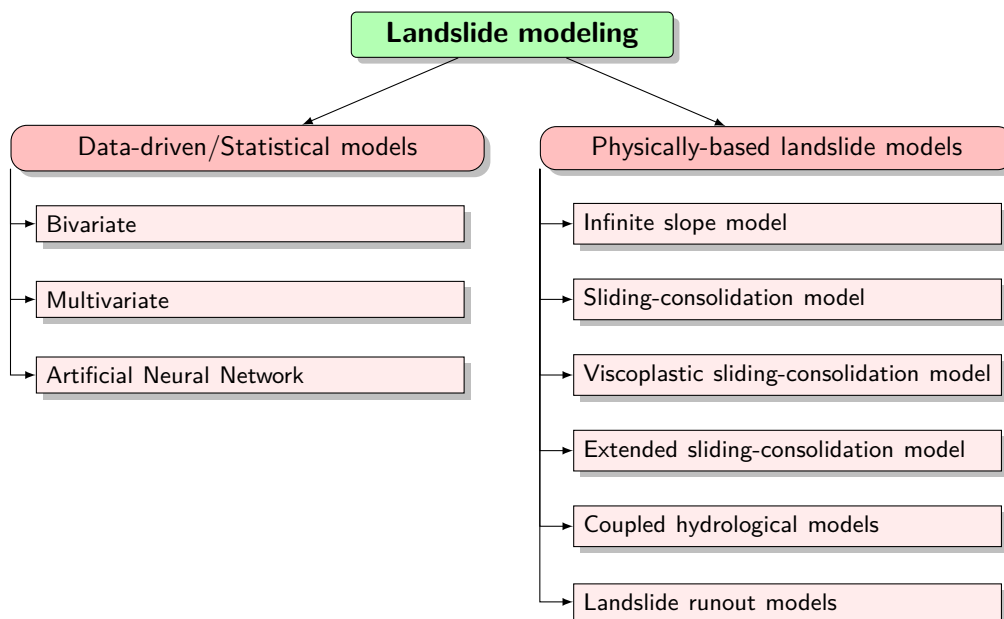 Landslide modeling
Data-driven/Statistical models
Bivariate
Multivariate
Artificial Neural Network
Physically-based landslide models
Infinite slope model
Sliding-consolidation model
Viscoplastic sliding-consolidation model
Extended sliding-consolidation model
Coupled hydrological models
Landslide runout models